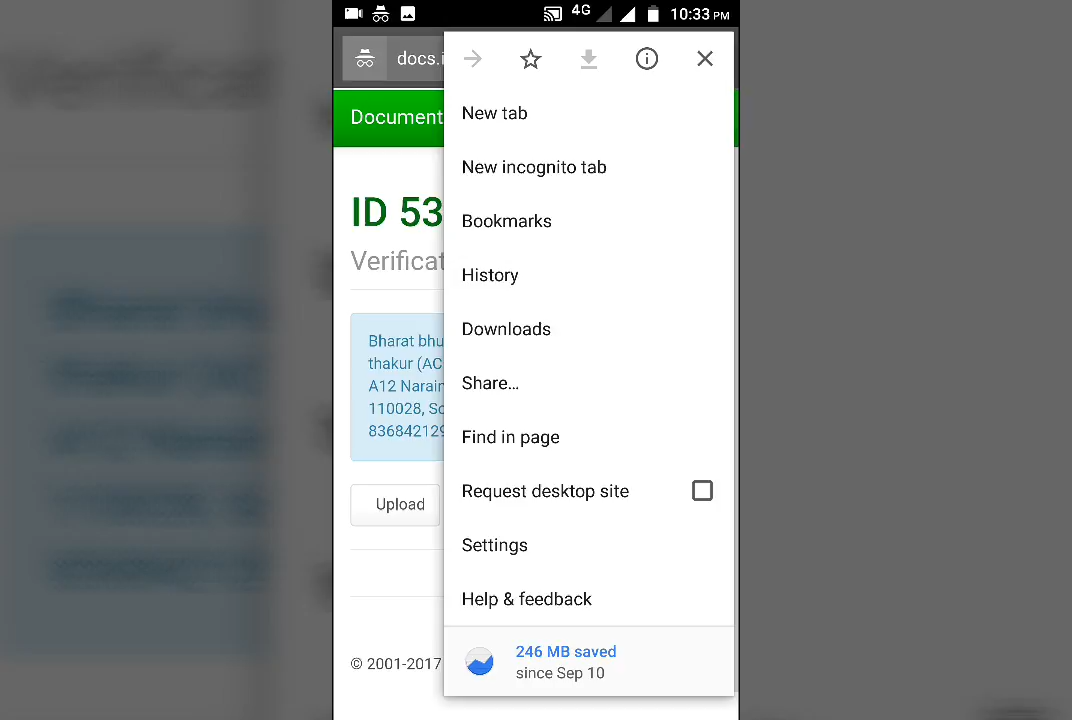 4G 10:33 PM
docs.i
Document
New tab
New incognito tab
ID 53
Bookmarks
Verificat
History
Downloads
Bharat bhu
thakur (AC
A12 Narain
110028, So
836842129
Share...
Find in page
Upload
Request desktop site
Settings
Help & feedback
© 2001-2017
246 MB saved
since Sep 10